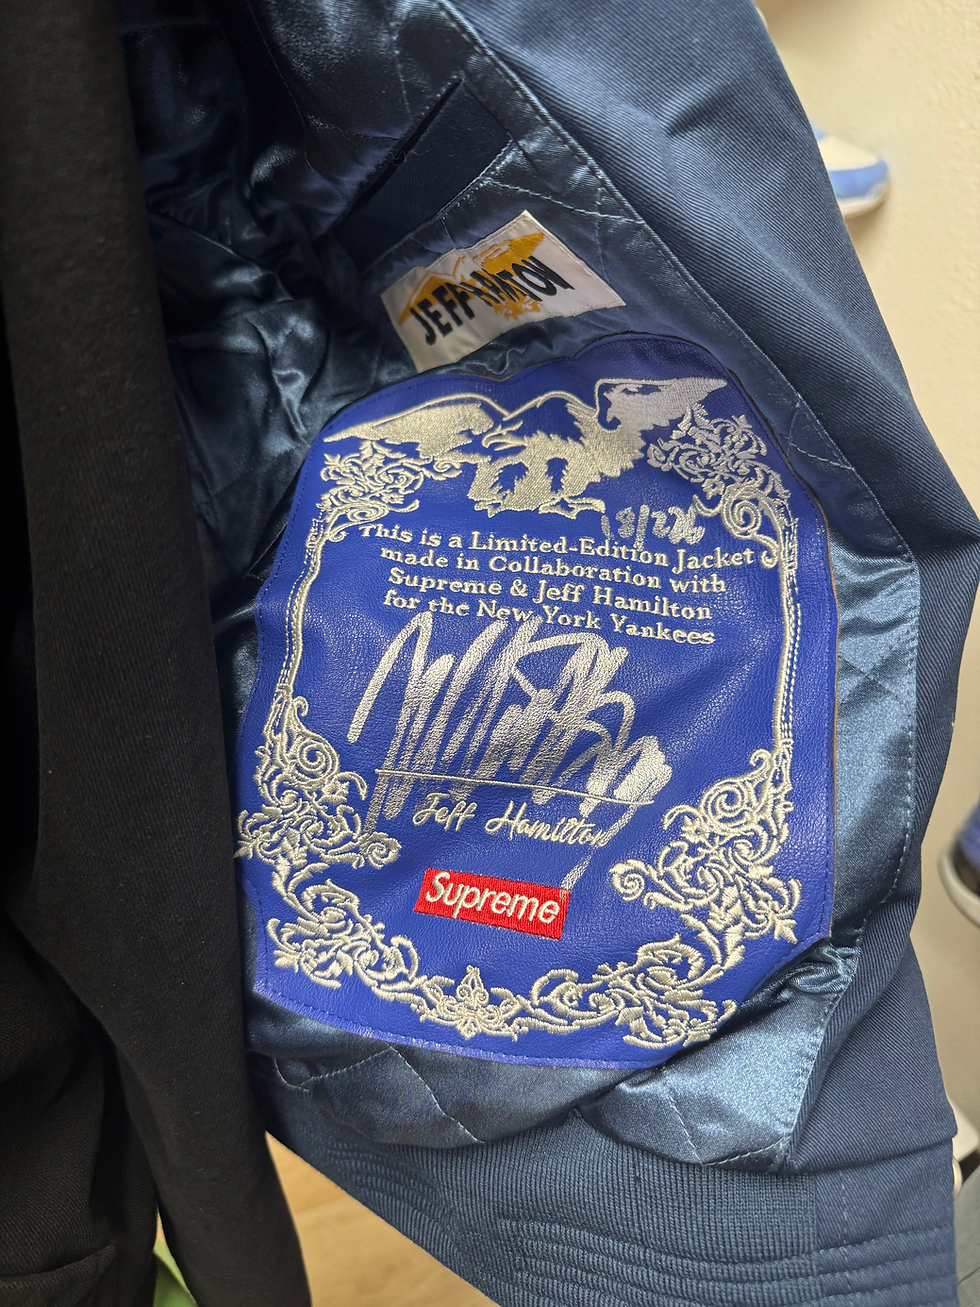 JEFF HAMILTON
This is a Limited-Edition Jacket
made in Collaboration with
Supreme & Jeff Hamilton
for the New York Yankees
Jeff Hamilton
Supreme